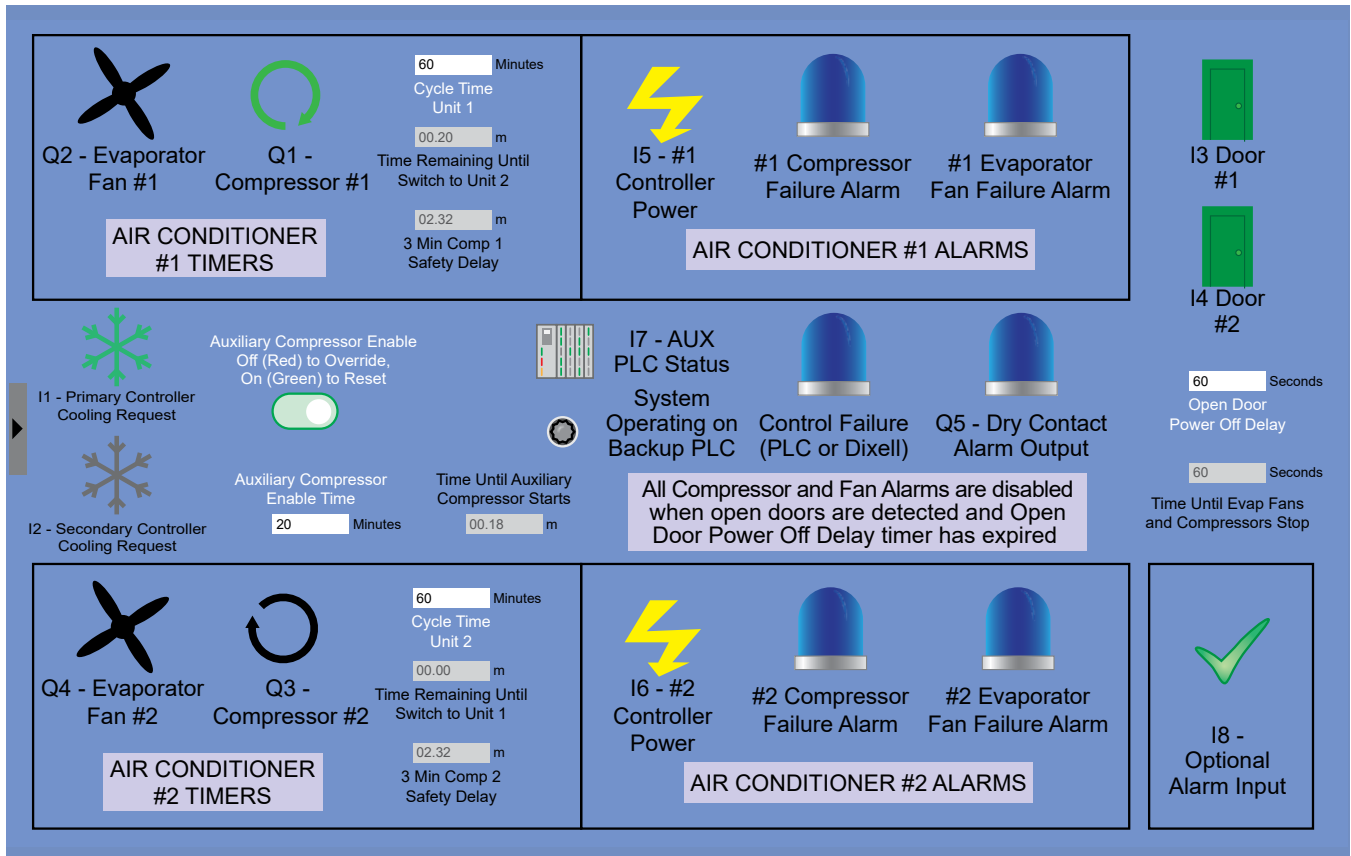 60 Minutes
Cycle Time
Unit 1
00.20 m
Time Remaining Until
Switch to Unit 2
02.32 m
3 Min Comp 1
Safety Delay
Q2 - Evaporator
Fan #1
Q1 -
Compressor #1
AIR CONDITIONER
#1 TIMERS
I5 - #1
Controller
Power
#1 Compressor
Failure Alarm
#1 Evaporator
Fan Failure Alarm
AIR CONDITIONER #1 ALARMS
I3 Door
#1
I4 Door
#2
I1 - Primary Controller
Cooling Request
Auxiliary Compressor Enable
Off (Red) to Override,
On (Green) to Reset
I7 - AUX
PLC Status
System
Operating on
Backup PLC
Control Failure
(PLC or Dixell)
Q5 - Dry Contact
Alarm Output
60 Seconds
Open Door
Power Off Delay
I2 - Secondary Controller
Cooling Request
Auxiliary Compressor
Enable Time
20 Minutes
Time Until Auxiliary
Compressor Starts
00.18 m
All Compressor and Fan Alarms are disabled
when open doors are detected and Open
Door Power Off Delay timer has expired
60 Seconds
Time Until Evap Fans
and Compressors Stop
60 Minutes
Cycle Time
Unit 2
00.00 m
Time Remaining Until
Switch to Unit 1
02.32 m
3 Min Comp 2
Safety Delay
Q4 - Evaporator
Fan #2
Q3 -
Compressor #2
AIR CONDITIONER
#2 TIMERS
I6 - #2
Controller
Power
#2 Compressor
Failure Alarm
#2 Evaporator
Fan Failure Alarm
AIR CONDITIONER #2 ALARMS
I8 -
Optional
Alarm Input